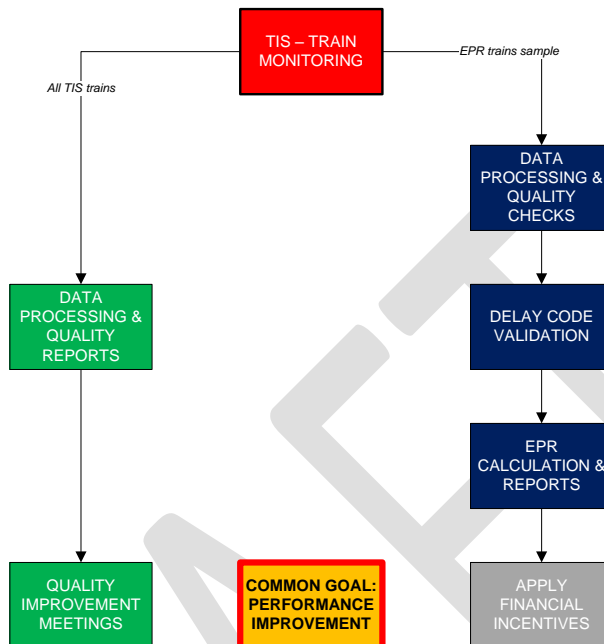 TIS – TRAIN
MONITORING
EPR trains sample
All TIS trains
DATA
PROCESSING &
QUALITY
CHECKS
DATA
PROCESSING &
QUALITY
REPORTS
DELAY CODE
VALIDATION
EPR
CALCULATION &
REPORTS
QUALITY
IMPROVEMENT
MEETINGS
COMMON GOAL:
PERFORMANCE
IMPROVEMENT
APPLY
FINANCIAL
INCENTIVES